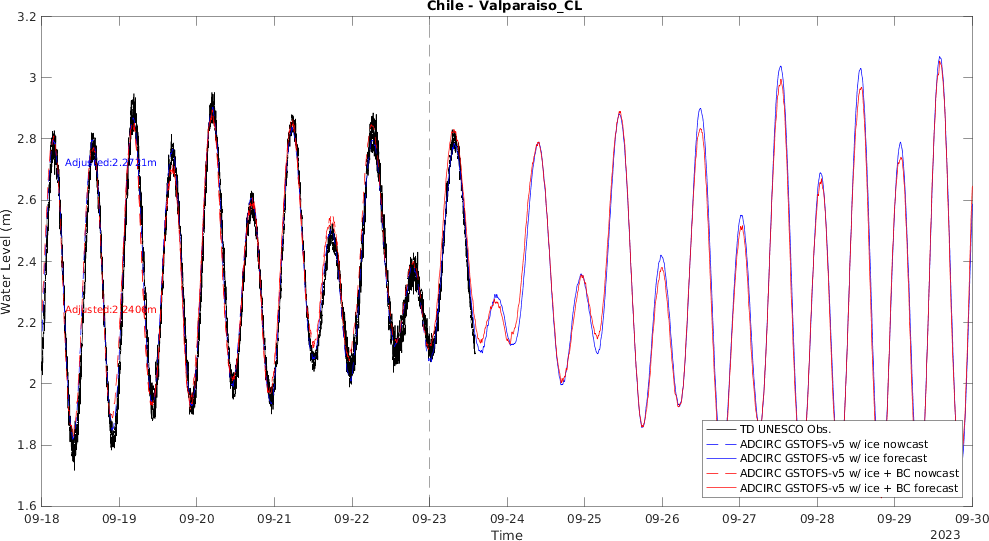 Chile - Valparaiso_CL
3.2
3
2.8
2.6
2.4
2.2
2
1.8
1.6
Water Level (m)
Adjusted:2.2721m
Adjusted:2.2400m
TD UNESCO Obs.
ADCIRC GSTOFS-v5 w/ ice nowcast
ADCIRC GSTOFS-v5 w/ ice forecast
ADCIRC GSTOFS-v5 w/ ice + BC nowcast
ADCIRC GSTOFS-v5 w/ ice + BC forecast
09-18 09-19 09-20 09-21 09-22 09-23 09-24 09-25 09-26 09-27 09-28 09-29 09-30
Time
2023